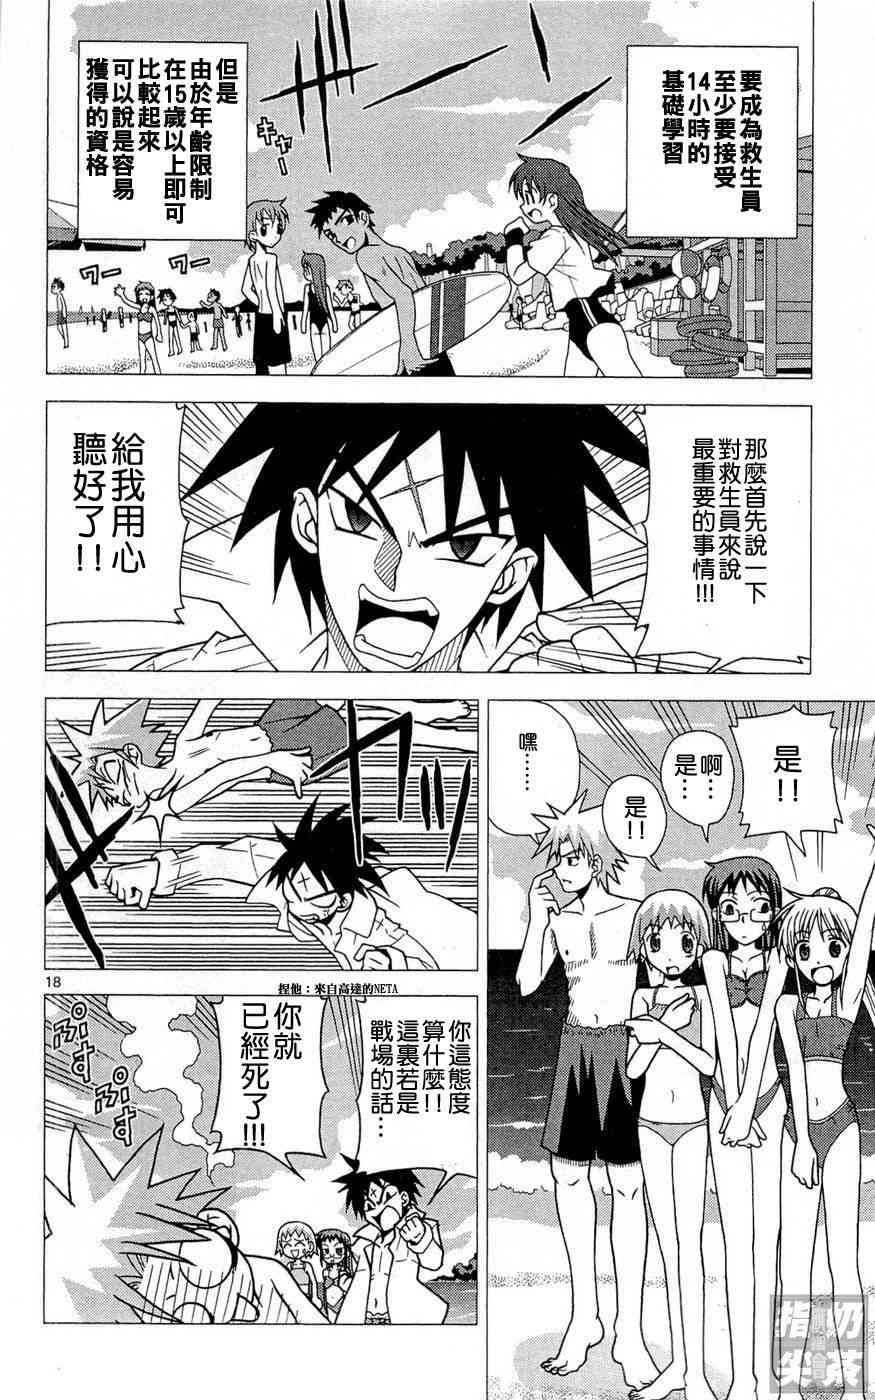 要成為救生員
至少要接受
14小時的
基礎學習
但是
由於年齡限制
在15歲以上即可
比較起來
可以說是容易
獲得的資格
キャー
ワー
ワー
那麼首先說一下
對救生員來說
最重要的事情!!!
給我用心
聽好了!!
是!!
啊…
是…
是!!
嘿……
18
捏他：來自高達的NETA
你這態度
算什麼!!
這裏若是
戰場的話…
你就
已經死了!!!
ぷす
ぷす
指奶
尖茶